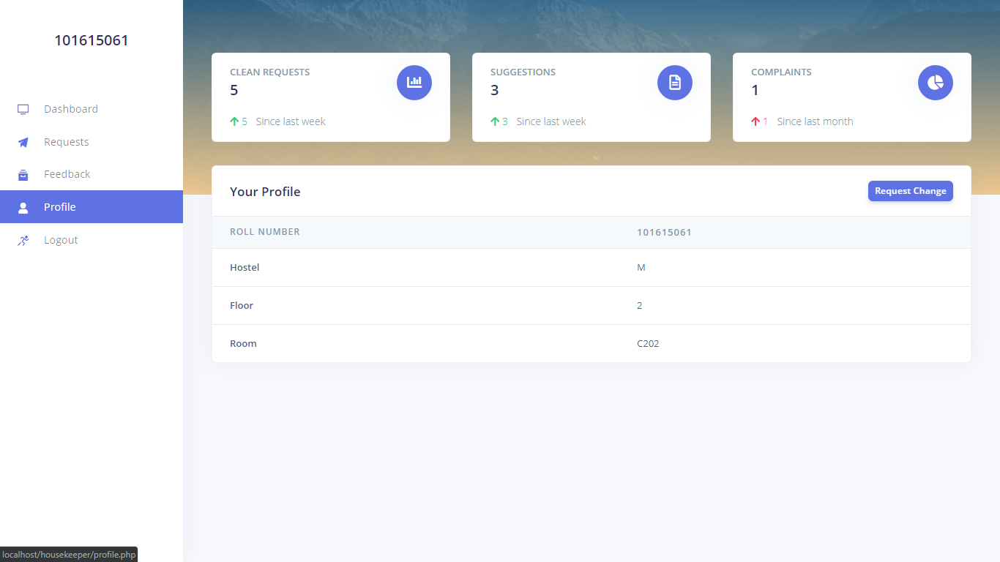 101615061
Dashboard
Requests
Feedback
Profile
Logout
CLEAN REQUESTS
5
5 Since last week
SUGGESTIONS
3
3 Since last week
COMPLAINTS
1
1 Since last month
Your Profile
Request Change
ROLL NUMBER 101615061
Hostel M
Floor 2
Room C202
localhost/housekeeper/profile.php